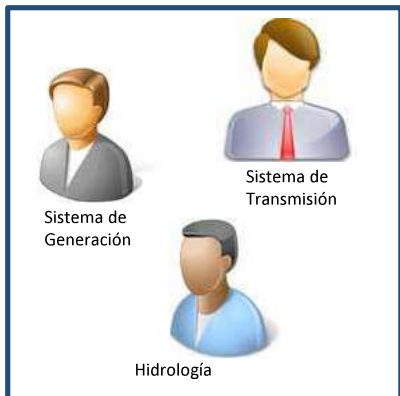 Sistema de
Transmisión
Sistema de
Generación
Hidrología